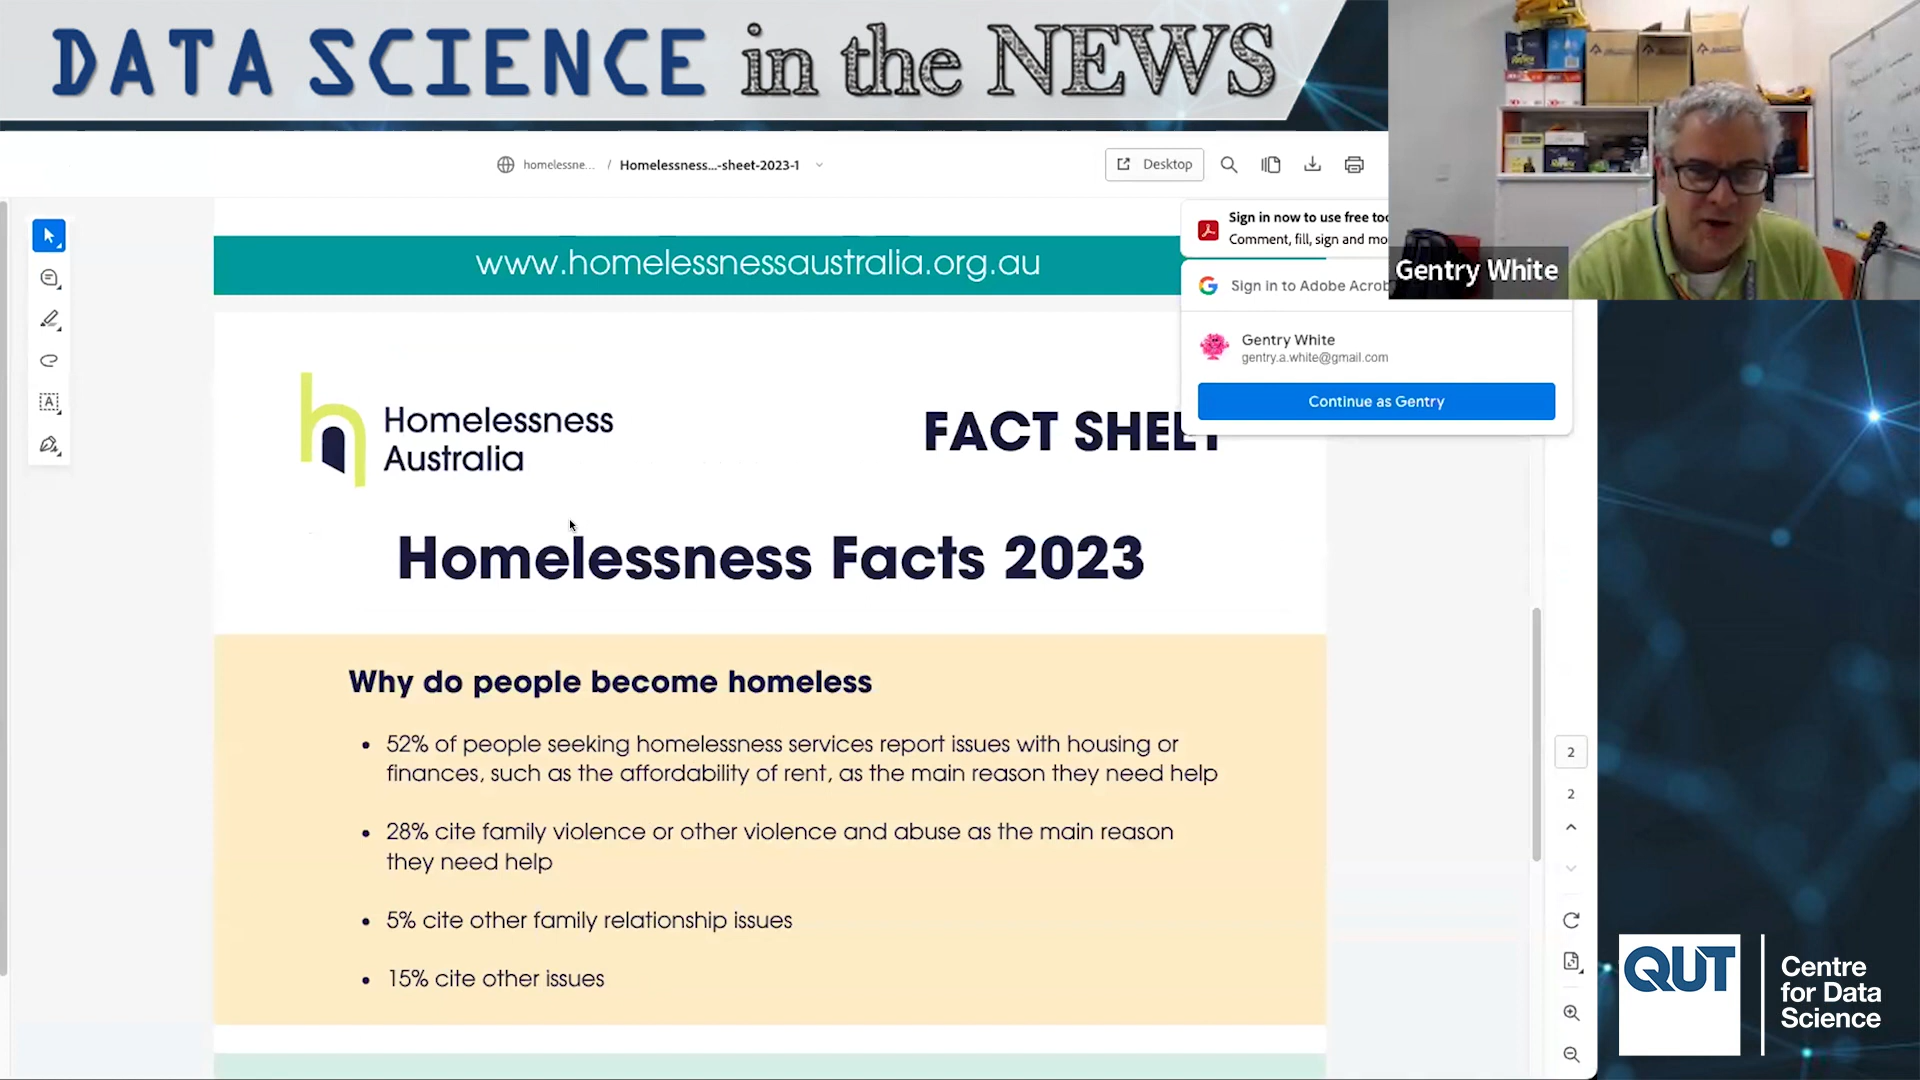 DATA SCIENCE in the NEWS
homelessne... / Homelessness...-sheet-2023-1
Desktop
www.homelessnessaustralia.org.au
Sign in now to use free too
Comment, fill, sign and mo
Sign in to Adobe Acrob
Gentry White
gentry.a.white@gmail.com
Continue as Gentry
Gentry White
Homelessness
Australia
FACT SHEET
Homelessness Facts 2023
Why do people become homeless
• 52% of people seeking homelessness services report issues with housing or
finances, such as the affordability of rent, as the main reason they need help
• 28% cite family violence or other violence and abuse as the main reason
they need help
• 5% cite other family relationship issues
• 15% cite other issues
2
2
QUT
Centre
for Data
Science